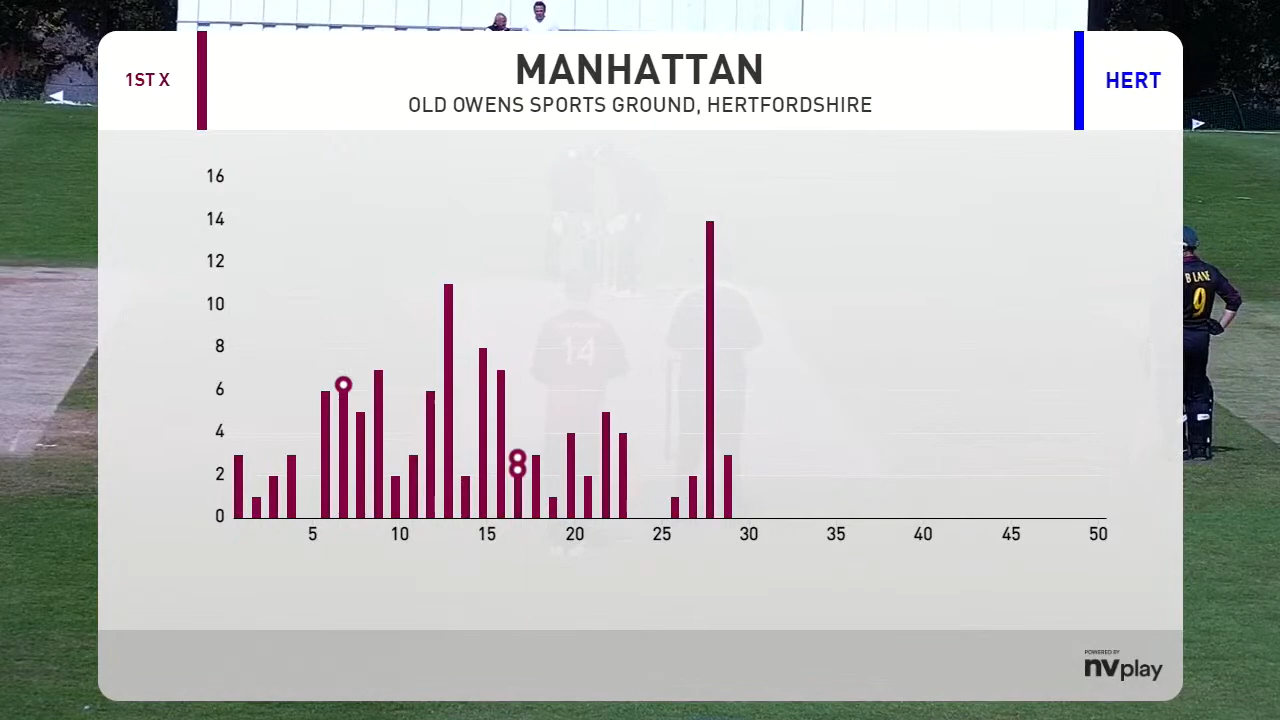 1ST X
MANHATTAN
OLD OWENS SPORTS GROUND, HERTFORDSHIRE
HERT
16
14
12
10
8
6
4
2
0
5 10 15 20 25 30 35 40 45 50
14
B LANE
9
POWERED BY
nvplay